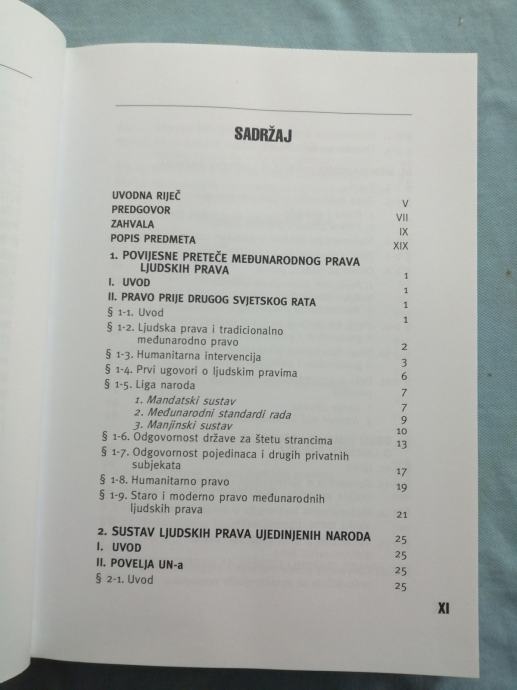 SADRŽAJ
UVODNA RIJEČ V
PREDGOVOR VII
ZAHVALA IX
POPIS PREDMETA XIX
1. POVIJESNE PRETEČE MEĐUNARODNOG PRAVA
LJUDSKIH PRAVA 1
I. UVOD 1
II. PRAVO PRIJE DRUGOG SVJETSKOG RATA 1
§ 1-1. Uvod 1
§ 1-2. Ljudska prava i tradicionalno
međunarodno pravo 2
§ 1-3. Humanitarna intervencija 3
§ 1-4. Prvi ugovori o ljudskim pravima 6
§ 1-5. Liga naroda 7
1. Mandatski sustav 7
2. Međunarodni standardi rada 9
3. Manjinski sustav 10
§ 1-6. Odgovornost države za štetu strancima 13
§ 1-7. Odgovornost pojedinaca i drugih privatnih
subjekata 17
§ 1-8. Humanitarno pravo 19
§ 1-9. Staro i moderno pravo međunarodnih
ljudskih prava 21
2. SUSTAV LJUDSKIH PRAVA UJEDINJENIH NARODA 25
I. UVOD 25
II. POVELJA UN-a 25
§ 2-1. Uvod 25
XI